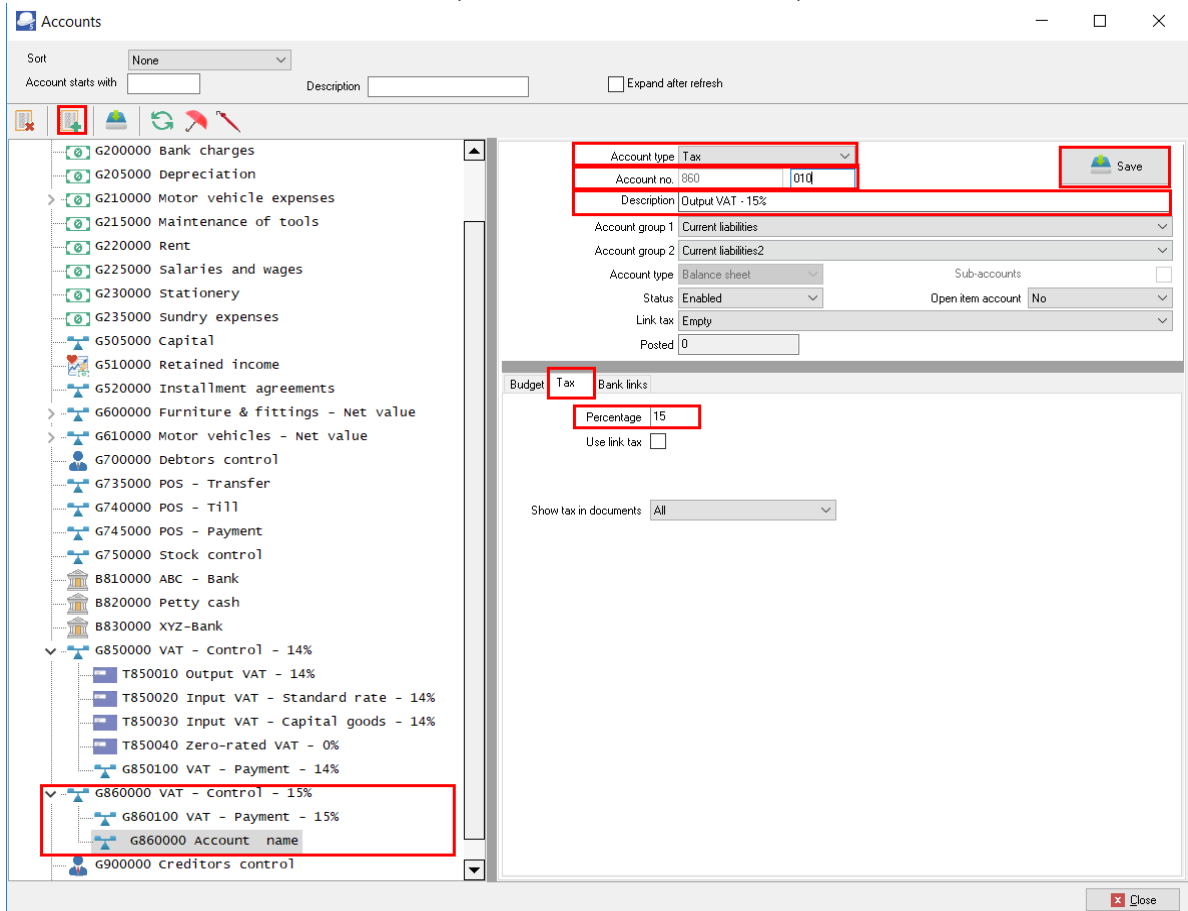 Accounts
Sort None
Account starts with Description Expand after refresh
G200000 Bank charges
G205000 Depreciation
G210000 Motor vehicle expenses
G215000 Maintenance of tools
G220000 Rent
G225000 Salaries and wages
G230000 Stationery
G235000 Sundry expenses
G505000 Capital
G510000 Retained income
G520000 Installment agreements
G600000 Furniture & fittings - Net value
G610000 Motor vehicles - Net value
G700000 Debtors control
G735000 POS - Transfer
G740000 POS - Till
G745000 POS - Payment
G750000 Stock control
B810000 ABC - Bank
B820000 Petty cash
B830000 XYZ-Bank
G850000 VAT - Control - 14%
T850010 Output VAT - 14%
T850020 Input VAT - Standard rate - 14%
T850030 Input VAT - Capital goods - 14%
T850040 Zero-rated VAT - 0%
G850100 VAT - Payment - 14%
G860000 VAT - Control - 15%
G860100 VAT - Payment - 15%
G860000 Account name
G900000 Creditors control
Account type Tax
Save
Account no. 860 010
Description Output VAT - 15%
Account group 1 Current liabilities
Account group 2 Current liabilities2
Account type Balance sheet Sub-accounts
Status Enabled Open item account No
Link tax Empty
Posted 0
Budget Tax Bank links
Percentage 15
Use link tax
Show tax in documents All
Close